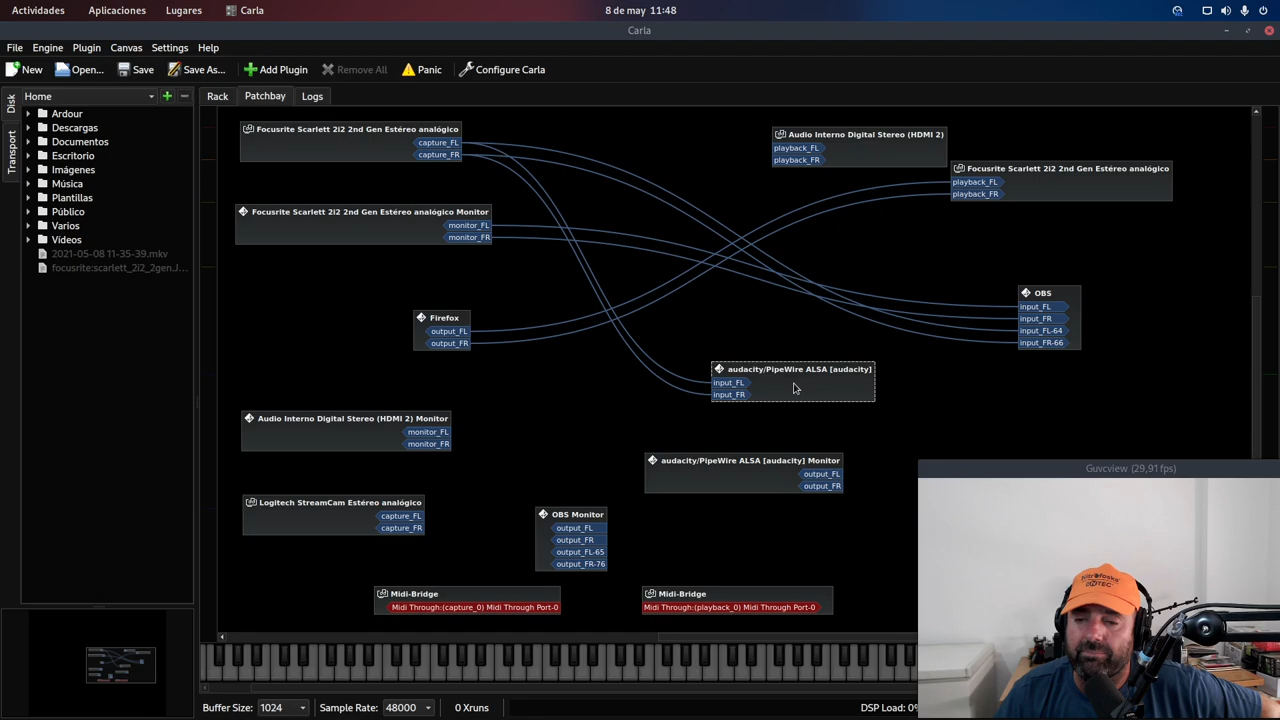 Actividades Aplicaciones Lugares Carla 8 de may 11:48
Carla
File Engine Plugin Canvas Settings Help
New Open... Save Save As... Add Plugin Remove All Panic Configure Carla
Disk
Transport
Home
Rack Patchbay Logs
Ardour
Descargas
Documentos
Escritorio
Imágenes
Música
Plantillas
Público
Varios
Vídeos
2021-05-08 11-35-39.mkv
focusrite:scarlett_2i2_2gen.J...
Focusrite Scarlett 2i2 2nd Gen Estéreo analógico
capture_FL
capture_FR
Audio Interno Digital Stereo (HDMI 2)
playback_FL
playback_FR
Focusrite Scarlett 2i2 2nd Gen Estéreo analógico
playback_FL
playback_FR
Focusrite Scarlett 2i2 2nd Gen Estéreo analógico Monitor
monitor_FL
monitor_FR
OBS
input_FL
input_FR
input_FL-64
input_FR-66
Firefox
output_FL
output_FR
audacity/PipeWire ALSA [audacity]
input_FL
input_FR
Audio Interno Digital Stereo (HDMI 2) Monitor
monitor_FL
monitor_FR
audacity/PipeWire ALSA [audacity] Monitor
output_FL
output_FR
Logitech StreamCam Estéreo analógico
capture_FL
capture_FR
OBS Monitor
output_FL
output_FR
output_FL-65
output_FR-76
Midi-Bridge
Midi Through:(capture_0) Midi Through Port-0
Midi-Bridge
Midi Through:(playback_0) Midi Through Port-0
Guvcview (29,91 fps)
Buffer Size: 1024 Sample Rate: 48000 0 Xruns DSP Load: 0%